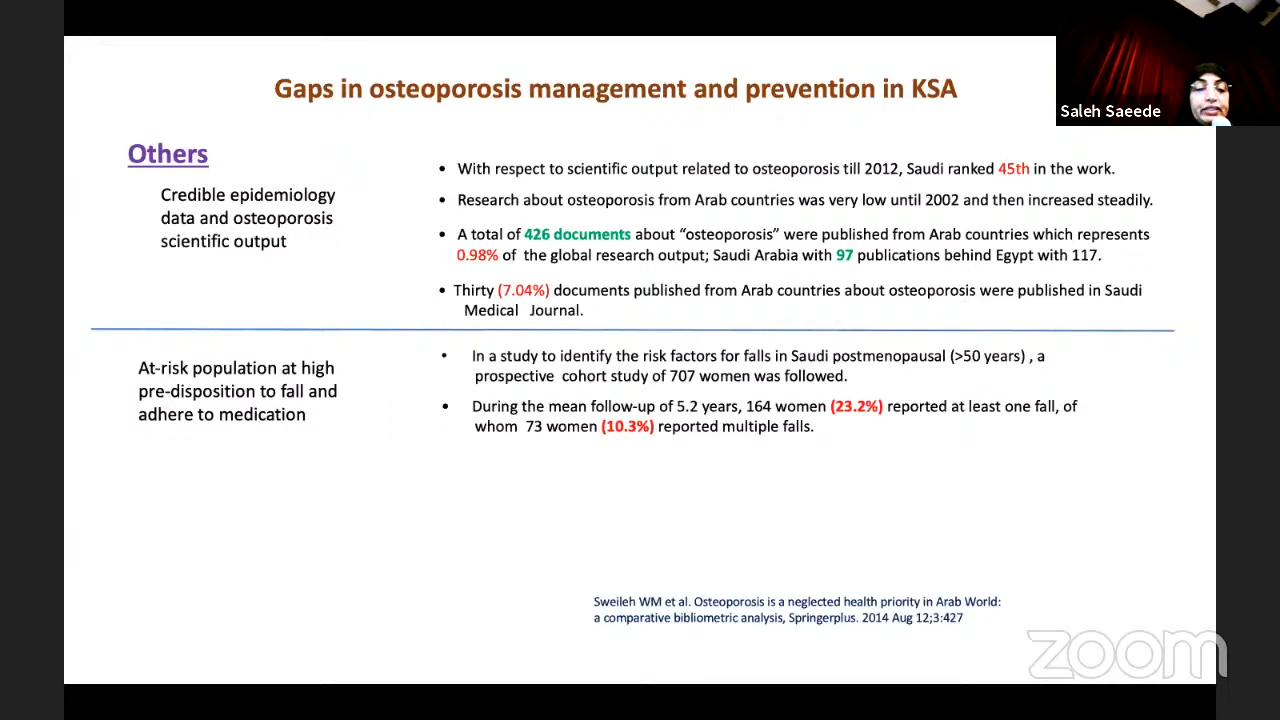 Gaps in osteoporosis management and prevention in KSA
Saleh Saeede
Others
Credible epidemiology
data and osteoporosis
scientific output
• With respect to scientific output related to osteoporosis till 2012, Saudi ranked 45th in the work.
• Research about osteoporosis from Arab countries was very low until 2002 and then increased steadily.
• A total of 426 documents about “osteoporosis” were published from Arab countries which represents
0.98% of the global research output; Saudi Arabia with 97 publications behind Egypt with 117.
• Thirty (7.04%) documents published from Arab countries about osteoporosis were published in Saudi
Medical Journal.
At-risk population at high
pre-disposition to fall and
adhere to medication
• In a study to identify the risk factors for falls in Saudi postmenopausal (>50 years) , a
prospective cohort study of 707 women was followed.
• During the mean follow-up of 5.2 years, 164 women (23.2%) reported at least one fall, of
whom 73 women (10.3%) reported multiple falls.
Sweileh WM et al. Osteoporosis is a neglected health priority in Arab World:
a comparative bibliometric analysis, Springerplus. 2014 Aug 12;3:427
zoom